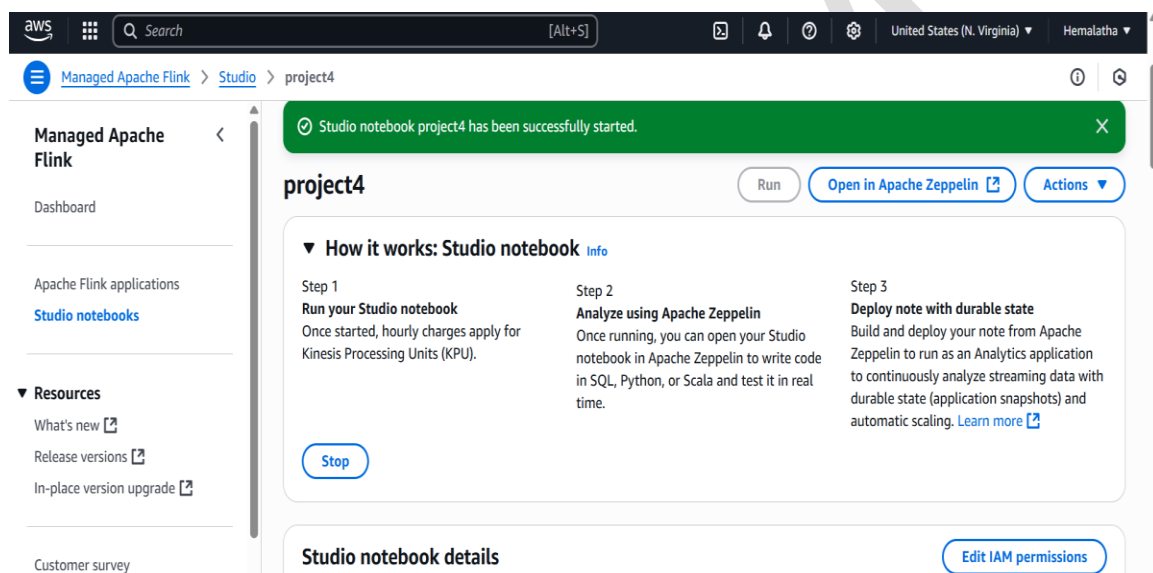 aws
Search
[Alt+S]
United States (N. Virginia) ▼
Hemalatha ▼
Managed Apache Flink > Studio > project4
Managed Apache
Flink
Dashboard
Apache Flink applications
Studio notebooks
▼ Resources
What's new
Release versions
In-place version upgrade
Customer survey
Studio notebook project4 has been successfully started.
project4
Run
Open in Apache Zeppelin
Actions ▼
▼ How it works: Studio notebook Info
Step 1
Run your Studio notebook
Once started, hourly charges apply for
Kinesis Processing Units (KPU).
Stop
Step 2
Analyze using Apache Zeppelin
Once running, you can open your Studio
notebook in Apache Zeppelin to write code
in SQL, Python, or Scala and test it in real
time.
Step 3
Deploy note with durable state
Build and deploy your note from Apache
Zeppelin to run as an Analytics application
to continuously analyze streaming data with
durable state (application snapshots) and
automatic scaling. Learn more
Studio notebook details
Edit IAM permissions